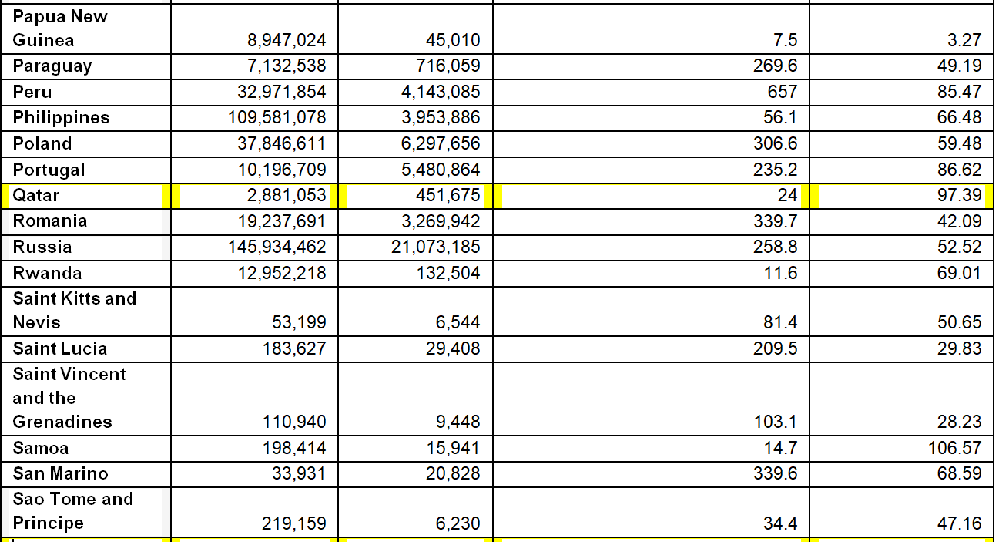 Papua New
Guinea 8,947,024 45,010 7.5 3.27
Paraguay 7,132,538 716,059 269.6 49.19
Peru 32,971,854 4,143,085 657 85.47
Philippines 109,581,078 3,953,886 56.1 66.48
Poland 37,846,611 6,297,656 306.6 59.48
Portugal 10,196,709 5,480,864 235.2 86.62
Qatar 2,881,053 451,675 24 97.39
Romania 19,237,691 3,269,942 339.7 42.09
Russia 145,934,462 21,073,185 258.8 52.52
Rwanda 12,952,218 132,504 11.6 69.01
Saint Kitts and
Nevis 53,199 6,544 81.4 50.65
Saint Lucia 183,627 29,408 209.5 29.83
Saint Vincent
and the
Grenadines 110,940 9,448 103.1 28.23
Samoa 198,414 15,941 14.7 106.57
San Marino 33,931 20,828 339.6 68.59
Sao Tome and
Principe 219,159 6,230 34.4 47.16